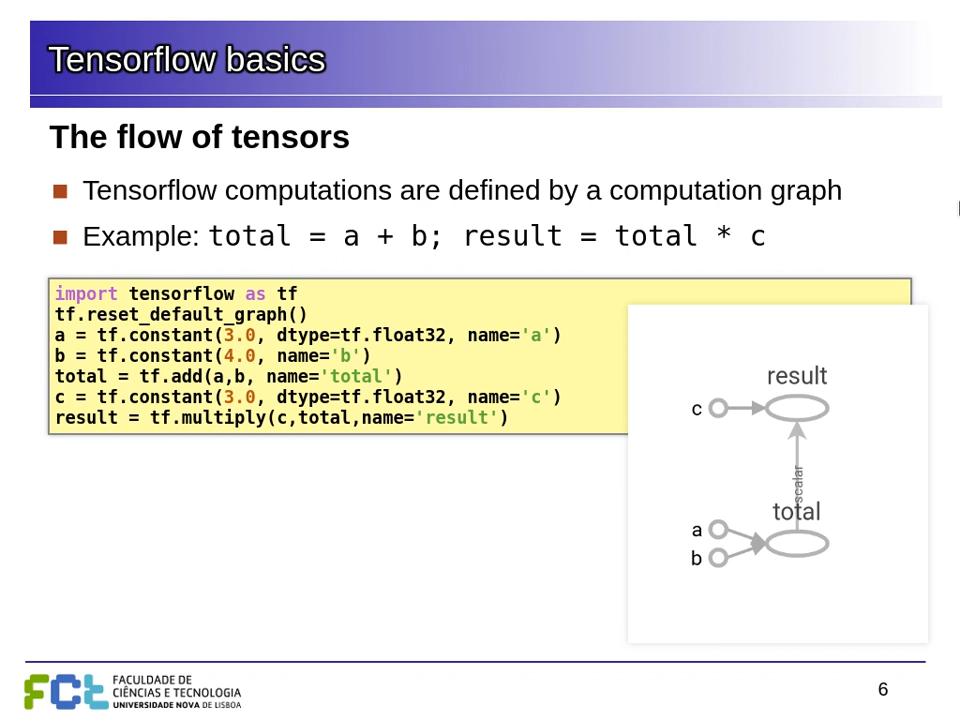 Tensorflow basics
The flow of tensors
Tensorflow computations are defined by a computation graph
Example: total = a + b; result = total * c
import tensorflow as tf
tf.reset_default_graph()
a = tf.constant(3.0, dtype=tf.float32, name='a')
b = tf.constant(4.0, name='b')
total = tf.add(a,b, name='total')
c = tf.constant(3.0, dtype=tf.float32, name='c')
result = tf.multiply(c,total,name='result')
result
c
scalar
total
a
b
FCT
FACULDADE DE
CIÊNCIAS E TECNOLOGIA
UNIVERSIDADE NOVA DE LISBOA
6